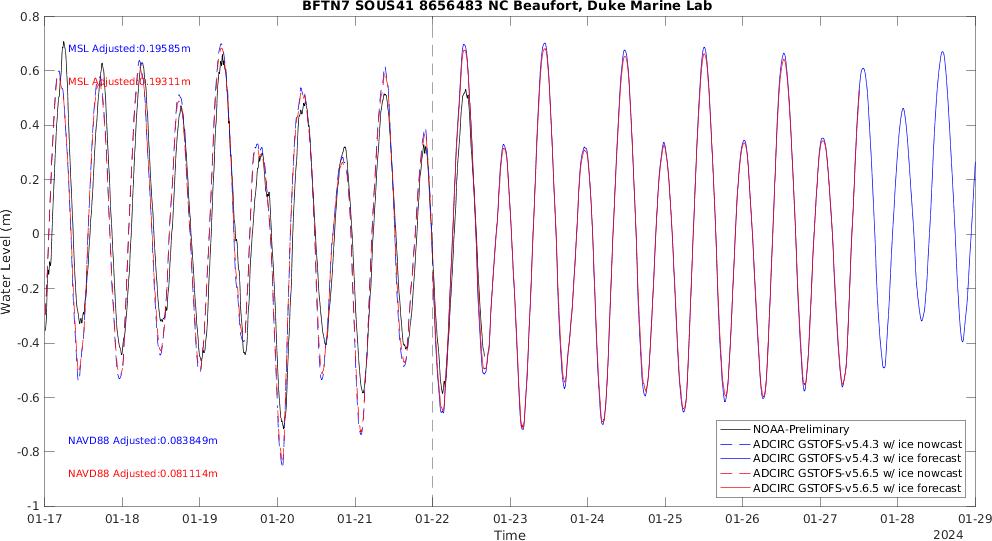 BFTN7 SOUS41 8656483 NC Beaufort, Duke Marine Lab
0.8
0.6
0.4
0.2
0
-0.2
-0.4
-0.6
-0.8
-1
Water Level (m)
MSL Adjusted:0.19585m
MSL Adjusted:0.19311m
NAVD88 Adjusted:0.083849m
NAVD88 Adjusted:0.081114m
NOAA-Preliminary
ADCIRC GSTOFS-v5.4.3 w/ ice nowcast
ADCIRC GSTOFS-v5.4.3 w/ ice forecast
ADCIRC GSTOFS-v5.6.5 w/ ice nowcast
ADCIRC GSTOFS-v5.6.5 w/ ice forecast
01-17 01-18 01-19 01-20 01-21 01-22 01-23 01-24 01-25 01-26 01-27 01-28 01-29
Time
2024